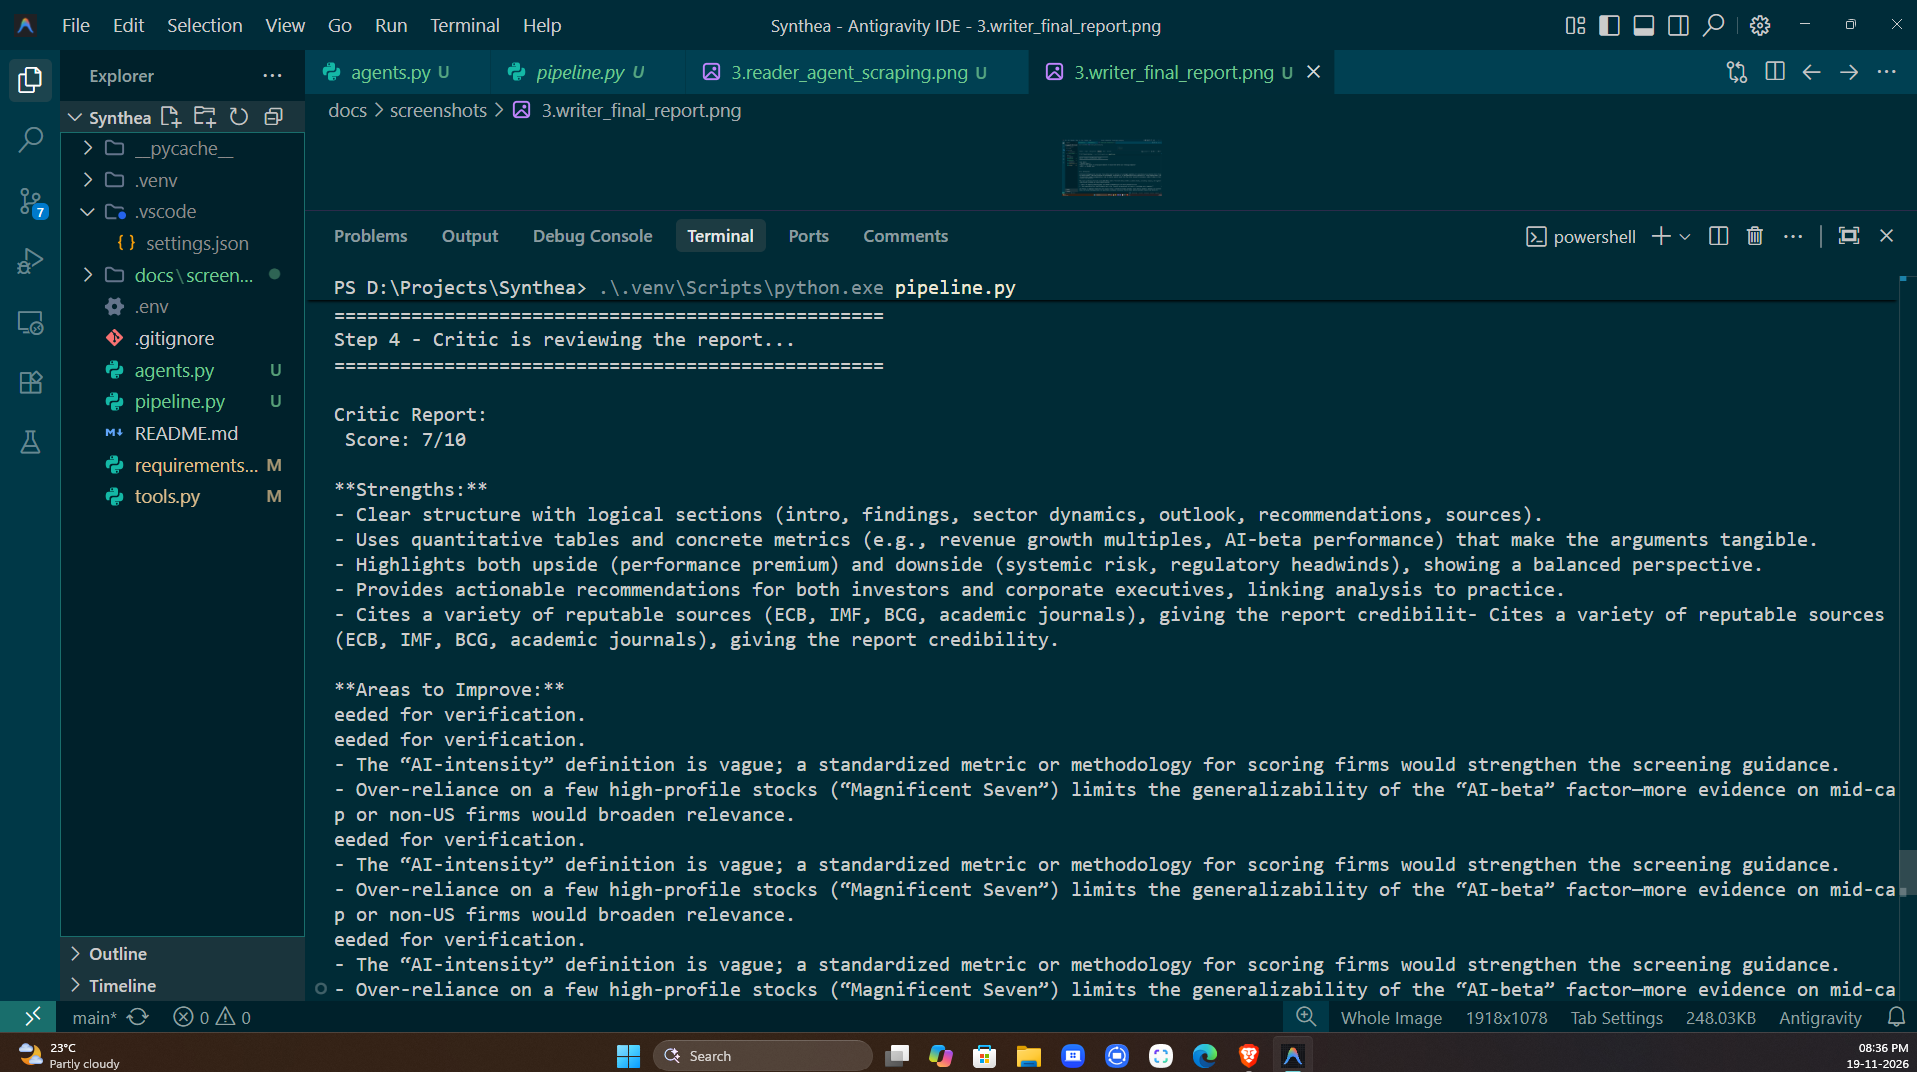 File Edit Selection View Go Run Terminal Help
Synthea - Antigravity IDE - 3.writer_final_report.png
Explorer
agents.py U
pipeline.py U
3.reader_agent_scraping.png U
3.writer_final_report.png U
docs > screenshots > 3.writer_final_report.png
Synthea
__pycache__
.venv
.vscode
settings.json
docs\screen...
.env
.gitignore
agents.py U
pipeline.py U
README.md
requirements... M
tools.py M
Outline
Timeline
7
Problems Output Debug Console Terminal Ports Comments
powershell
PS D:\Projects\Synthea> .\.venv\Scripts\python.exe pipeline.py
==================================================
Step 4 - Critic is reviewing the report...
==================================================
Critic Report:
Score: 7/10
**Strengths:**
- Clear structure with logical sections (intro, findings, sector dynamics, outlook, recommendations, sources).
- Uses quantitative tables and concrete metrics (e.g., revenue growth multiples, AI-beta performance) that make the arguments tangible.
- Highlights both upside (performance premium) and downside (systemic risk, regulatory headwinds), showing a balanced perspective.
- Provides actionable recommendations for both investors and corporate executives, linking analysis to practice.
- Cites a variety of reputable sources (ECB, IMF, BCG, academic journals), giving the report credibilit- Cites a variety of reputable sources
(ECB, IMF, BCG, academic journals), giving the report credibility.
**Areas to Improve:**
eeded for verification.
eeded for verification.
- The “AI-intensity” definition is vague; a standardized metric or methodology for scoring firms would strengthen the screening guidance.
- Over-reliance on a few high-profile stocks (“Magnificent Seven”) limits the generalizability of the “AI-beta” factor—more evidence on mid-ca
p or non-US firms would broaden relevance.
eeded for verification.
- The “AI-intensity” definition is vague; a standardized metric or methodology for scoring firms would strengthen the screening guidance.
- Over-reliance on a few high-profile stocks (“Magnificent Seven”) limits the generalizability of the “AI-beta” factor—more evidence on mid-ca
p or non-US firms would broaden relevance.
eeded for verification.
- The “AI-intensity” definition is vague; a standardized metric or methodology for scoring firms would strengthen the screening guidance.
- Over-reliance on a few high-profile stocks (“Magnificent Seven”) limits the generalizability of the “AI-beta” factor—more evidence on mid-ca
main* 0 0
Whole Image 1918x1078 Tab Settings 248.03KB Antigravity
23°C
Partly cloudy
Search
08:36 PM
19-11-2026